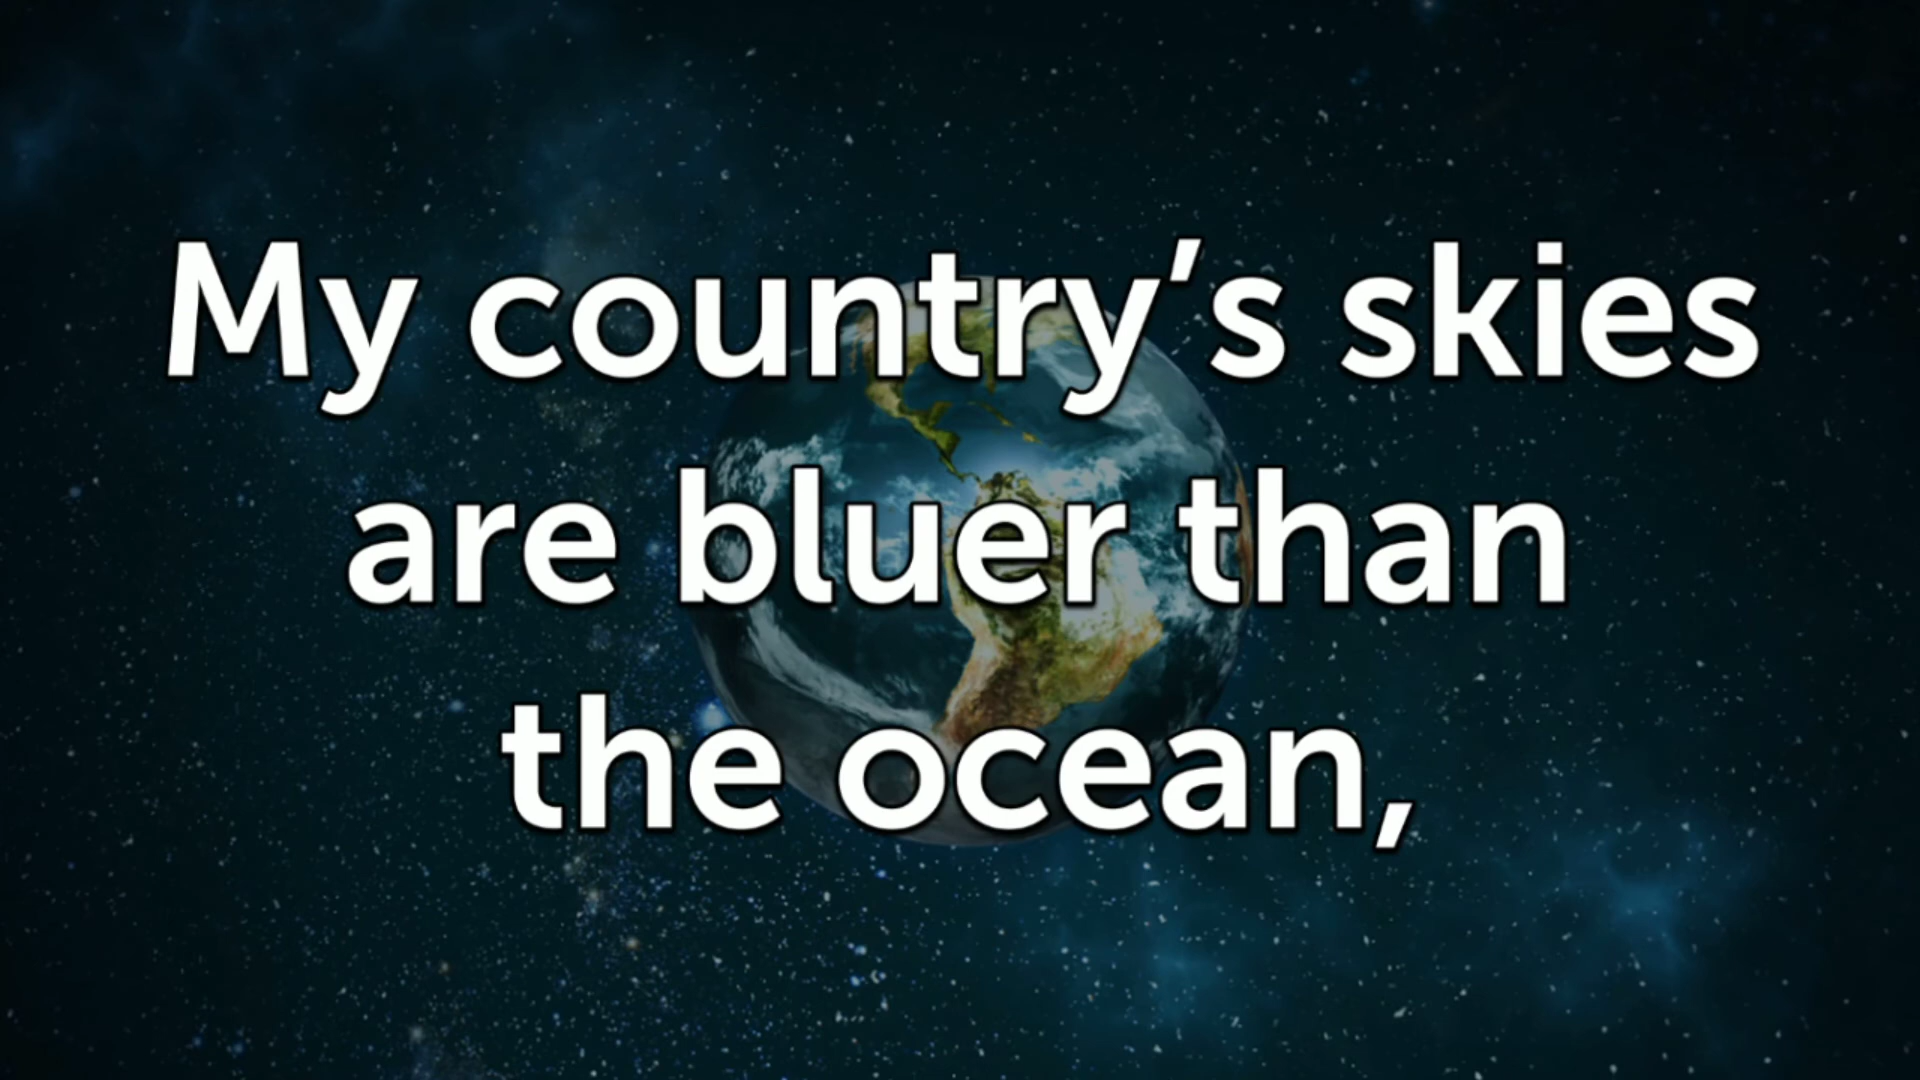 My country’s skies
are bluer than
the ocean,